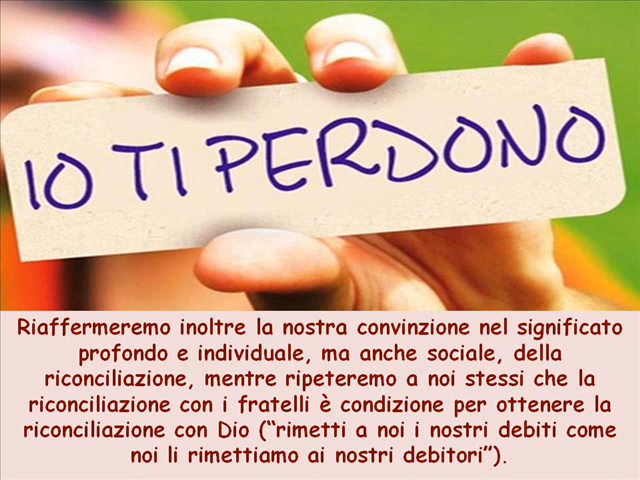 IO TI PERDONO
Riaffermeremo inoltre la nostra convinzione nel significato
profondo e individuale, ma anche sociale, della
riconciliazione, mentre ripeteremo a noi stessi che la
riconciliazione con i fratelli è condizione per ottenere la
riconciliazione con Dio (“rimetti a noi i nostri debiti come
noi li rimettiamo ai nostri debitori”).